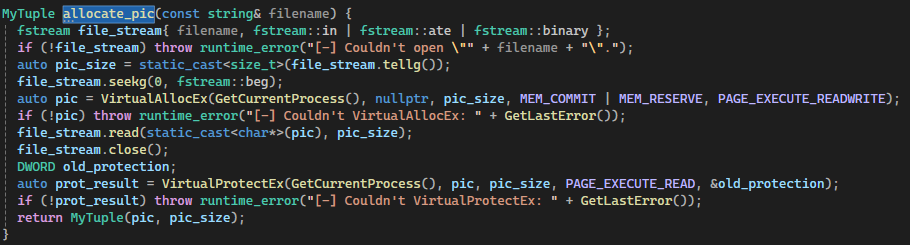 MyTuple allocate_pic(const string& filename) {
fstream file_stream{ filename, fstream::in | fstream::ate | fstream::binary };
if (!file_stream) throw runtime_error("[-] Couldn't open \"" + filename + "\".");
auto pic_size = static_cast<size_t>(file_stream.tellg());
file_stream.seekg(0, fstream::beg);
auto pic = VirtualAllocEx(GetCurrentProcess(), nullptr, pic_size, MEM_COMMIT | MEM_RESERVE, PAGE_EXECUTE_READWRITE);
if (!pic) throw runtime_error("[-] Couldn't VirtualAllocEx: " + GetLastError());
file_stream.read(static_cast<char*>(pic), pic_size);
file_stream.close();
DWORD old_protection;
auto prot_result = VirtualProtectEx(GetCurrentProcess(), pic, pic_size, PAGE_EXECUTE_READ, &old_protection);
if (!prot_result) throw runtime_error("[-] Couldn't VirtualProtectEx: " + GetLastError());
return MyTuple(pic, pic_size);
}